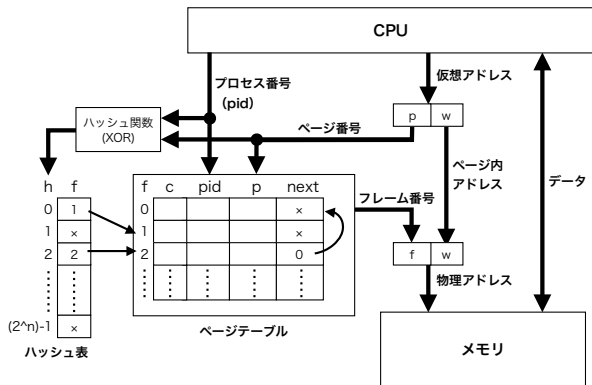 CPU
プロセス番号
(pid)
仮想アドレス
p w
ハッシュ関数
(XOR)
ページ番号
ページ内
アドレス
データ
h f
0 1
1 ×
2 2
(2^n)-1 ×
ハッシュ表
f c pid p next
0 ×
1 ×
2 0
ページテーブル
フレーム番号
f w
物理アドレス
メモリ